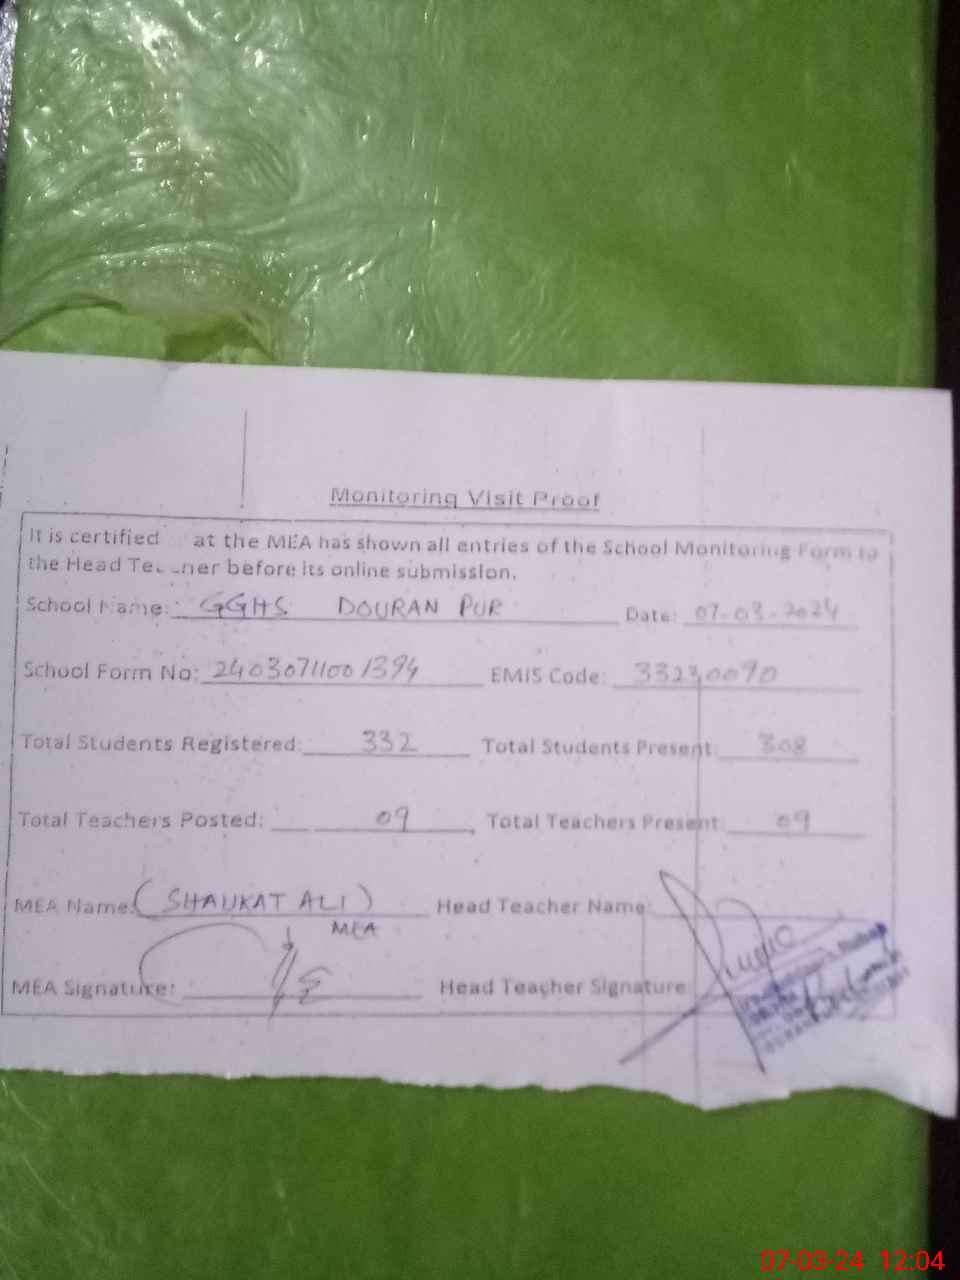 Monitoring Visit Proof
It is certified at the MEA has shown all entries of the School Monitoring Form to
the Head Te ner before its online submission.
School Name: GGHS DOURAN PUR Date: 07-03-2024
School Form No: 2403071001394 EMIS Code: 33230090
Total Students Registered: 332 Total Students Present: 308
Total Teachers Posted: 09 Total Teachers Present: 09
MEA Name: (SHAUKAT ALI) Head Teacher Name:
MEA
MEA Signature: Head Teacher Signature:
07-03-24 12:04